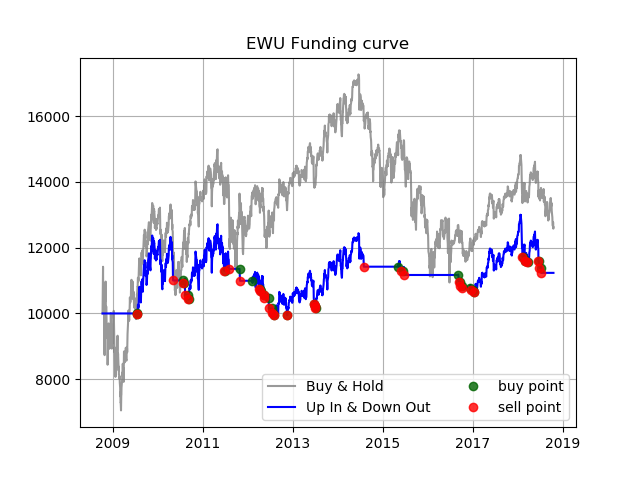 EWU Funding curve
16000
14000
12000
10000
8000
Buy & Hold
Up In & Down Out
buy point
sell point
2009 2011 2013 2015 2017 2019